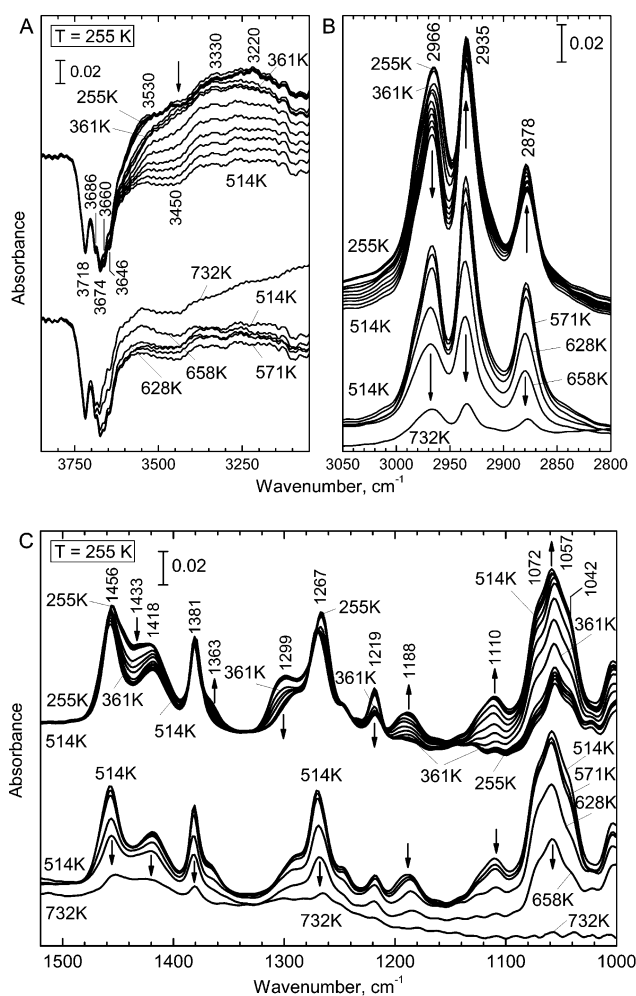 A
T = 255 K
0.02
3530
3330
3220
361K
255K
361K
3686
3660
3450
514K
3718
3674
3646
732K
514K
658K
628K
571K
Absorbance
3750
3500
3250
Wavenumber, cm⁻¹
B
2966
2935
0.02
255K
361K
2878
255K
514K
571K
628K
514K
658K
732K
3050
3000
2950
2900
2850
2800
Wavenumber, cm⁻¹
C
T = 255 K
0.02
1456
1433
1418
1381
1363
1299
1267
1219
1188
1110
1072
1057
1042
255K
361K
255K
361K
514K
361K
255K
361K
514K
514K
361K
255K
514K
514K
514K
571K
628K
514K
658K
732K
732K
732K
Absorbance
1500
1400
1300
1200
1100
1000
Wavenumber, cm⁻¹